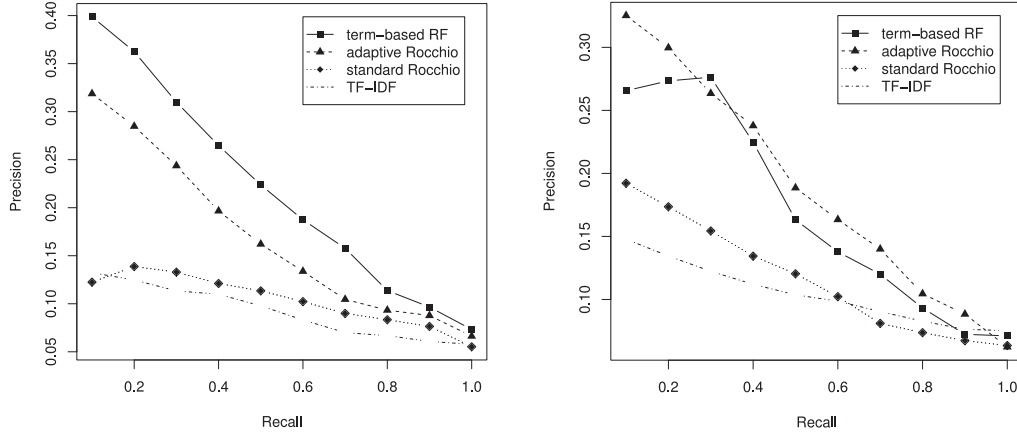 0.40
0.35
0.30
0.25
0.20
0.15
0.10
0.05
Precision
0.2
0.4
0.6
0.8
1.0
Recall
term−based RF
adaptive Rocchio
standard Rocchio
TF−IDF
0.30
0.25
0.20
0.15
0.10
Precision
0.2
0.4
0.6
0.8
1.0
Recall
term−based RF
adaptive Rocchio
standard Rocchio
TF−IDF